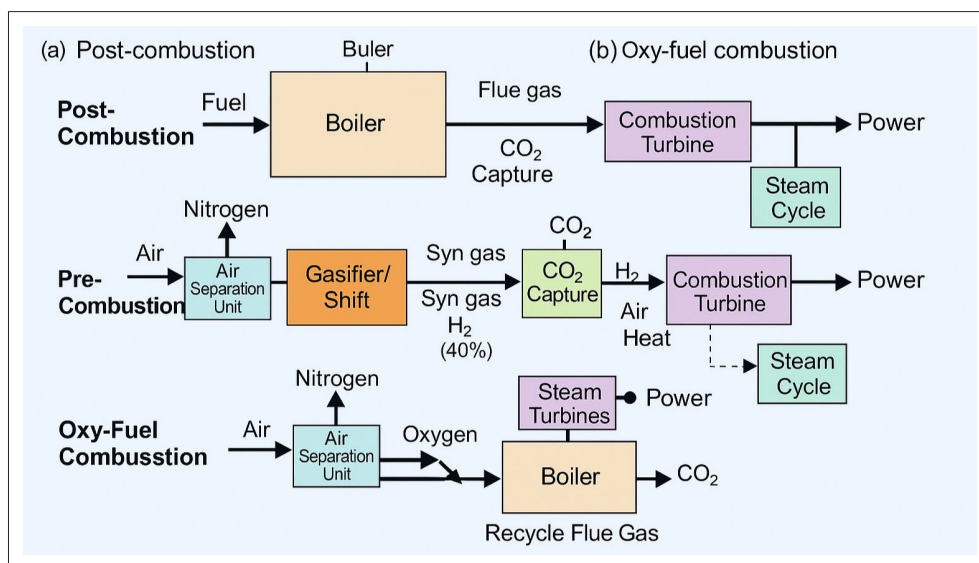 (a) Post-combustion
Buler
(b) Oxy-fuel combustion
Post-
Combustion
Fuel
Boiler
Flue gas
CO₂
Capture
Combustion
Turbine
Power
Steam
Cycle
Nitrogen
Pre-
Combustion
Air
Air
Separation
Unit
Gasifier/
Shift
Syn gas
Syn gas
H₂
(40%)
CO₂
CO₂
Capture
H₂
Air
Heat
Combustion
Turbine
Power
Steam
Cycle
Nitrogen
Oxy-Fuel
Combusstion
Air
Air
Separation
Unit
Oxygen
Steam
Turbines
Power
Boiler
CO₂
Recycle Flue Gas